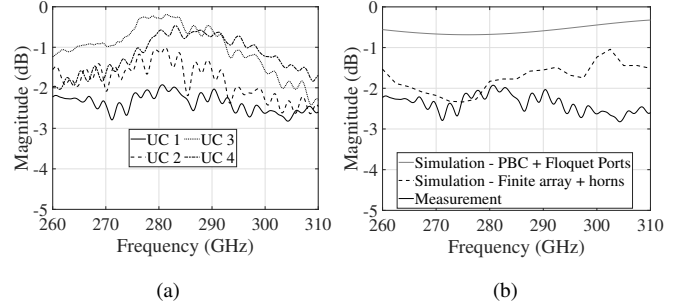 0
-1
-2
-3
-4
-5
Magnitude (dB)
UC 1 UC 3
UC 2 UC 4
260 270 280 290 300 310
Frequency (GHz)
(a)
0
-1
-2
-3
-4
-5
Magnitude (dB)
Simulation - PBC + Floquet Ports
Simulation - Finite array + horns
Measurement
260 270 280 290 300 310
Frequency (GHz)
(b)